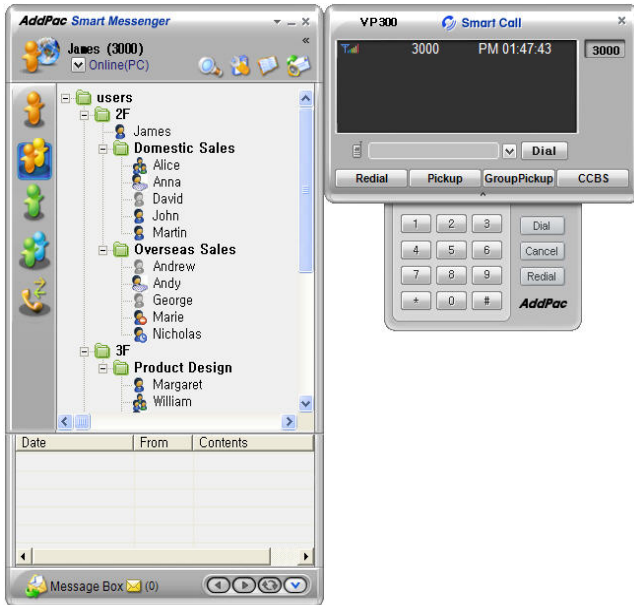 AddPac Smart Messenger
James (3000)
Online(PC)
users
2F
James
Domestic Sales
Alice
Anna
David
John
Martin
Overseas Sales
Andrew
Andy
George
Marie
Nicholas
3F
Product Design
Margaret
William
Date From Contents
Message Box (0)
VP300 Smart Call
3000 PM 01:47:43
3000
Dial
Redial Pickup GroupPickup CCBS
1 2 3 Dial
4 5 6 Cancel
7 8 9 Redial
* 0 # AddPac